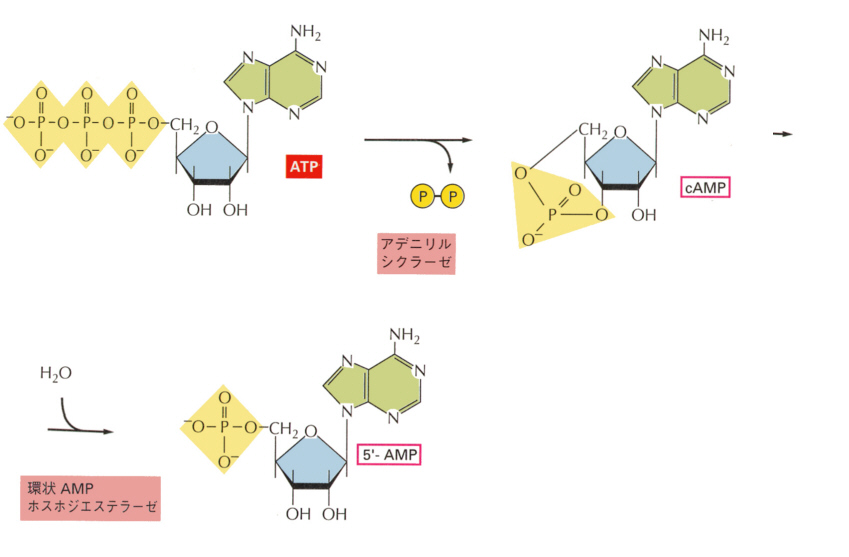 NH₂
N
N
N
N
O
O
O
⁻O-P-O-P-O-P-O-CH₂
O
O⁻
O⁻
O⁻
OH
OH
ATP
P-P
アデニリル
シクラーゼ
NH₂
N
N
N
N
CH₂
O
O
O
P
O
O⁻
OH
cAMP
H₂O
環状 AMP
ホスホジエステラーゼ
NH₂
N
N
N
N
O
⁻O-P-O-CH₂
O
O⁻
OH
OH
5'- AMP